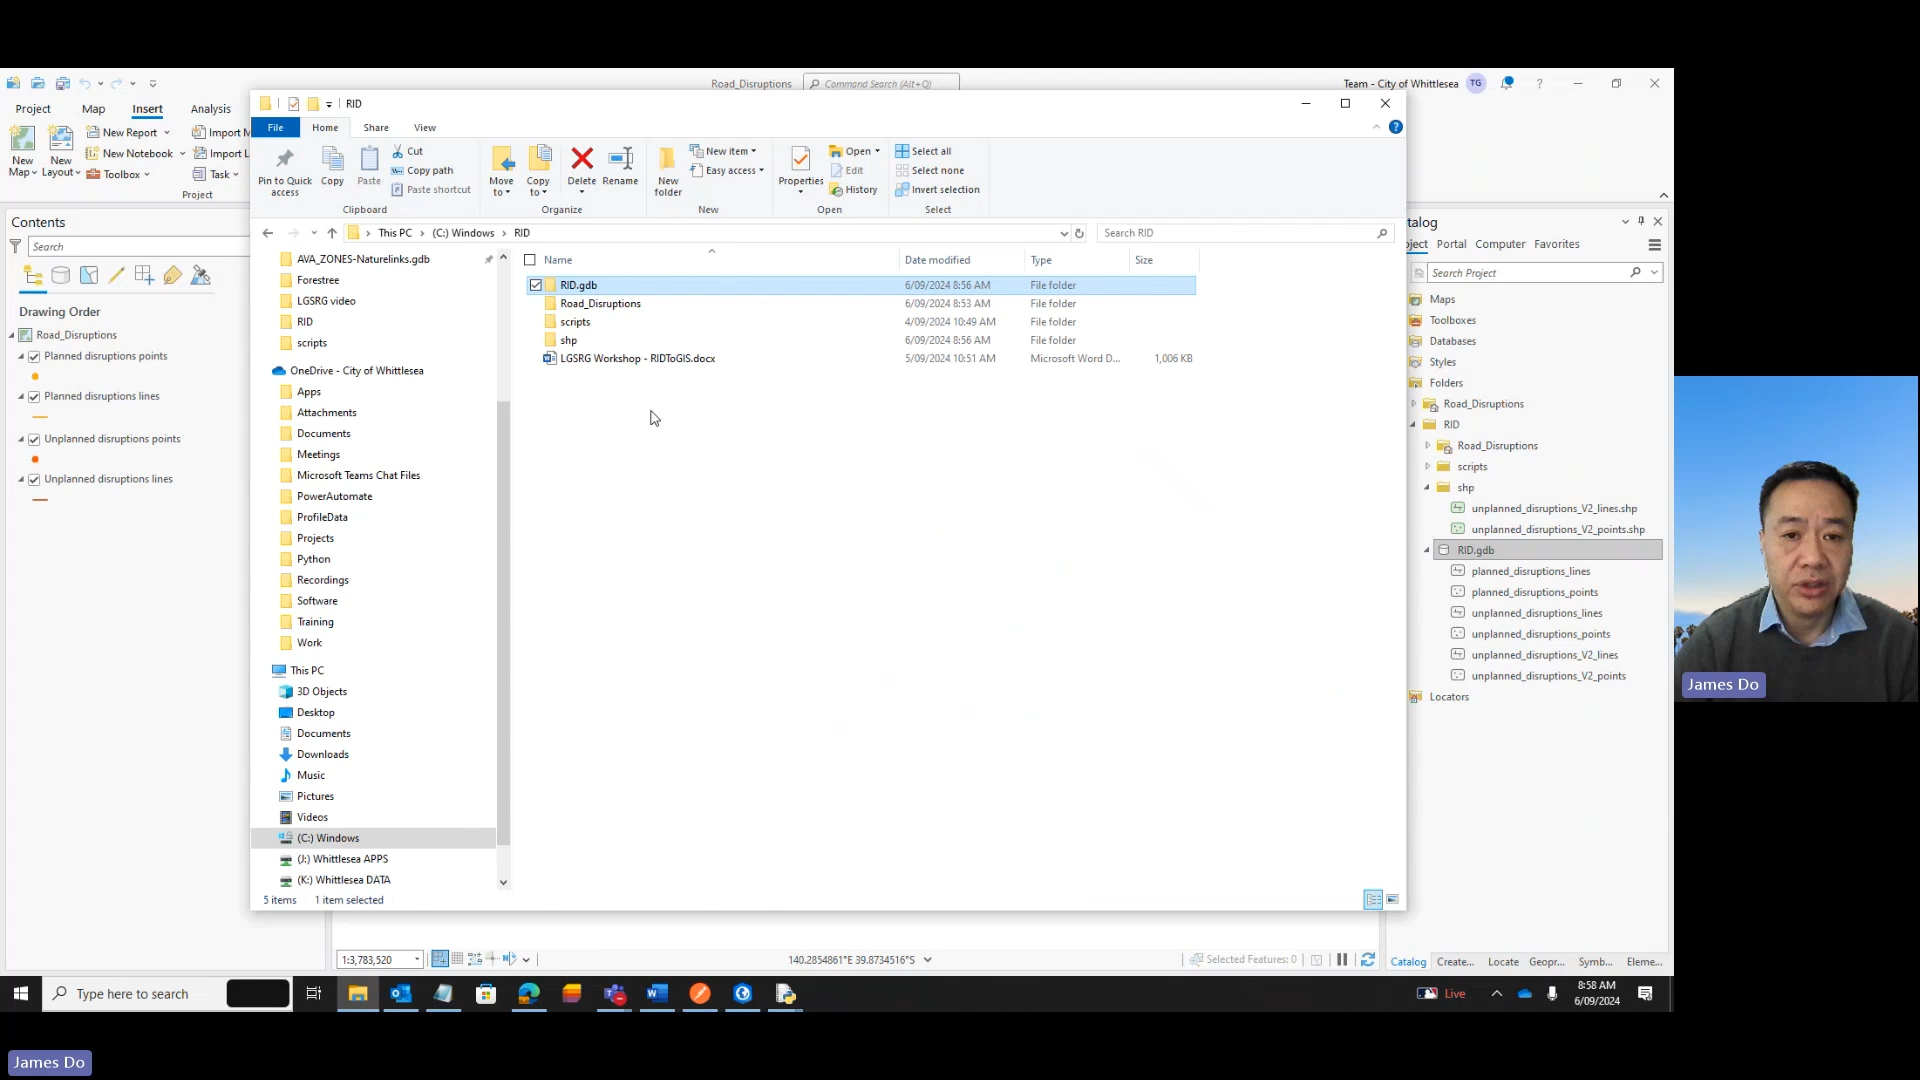 Road_Disruptions
Command Search (Alt+Q)
Team - City of Whittlesea
TG
?
Project
Map
Insert
Analysis
New Map
New Layout
New Report
New Notebook
Toolbox
Import M
Import L
Task
Project
Contents
Search
Drawing Order
Road_Disruptions
Planned disruptions points
Planned disruptions lines
Unplanned disruptions points
Unplanned disruptions lines
RID
File
Home
Share
View
Pin to Quick access
Copy
Paste
Cut
Copy path
Paste shortcut
Clipboard
Move to
Copy to
Delete
Rename
Organize
New folder
New item
Easy access
New
Properties
Open
Edit
History
Open
Select all
Select none
Invert selection
Select
This PC
(C:) Windows
RID
Search RID
AVA_ZONES-Naturelinks.gdb
Forestree
LGSRG video
RID
scripts
OneDrive - City of Whittlesea
Apps
Attachments
Documents
Meetings
Microsoft Teams Chat Files
PowerAutomate
ProfileData
Projects
Python
Recordings
Software
Training
Work
This PC
3D Objects
Desktop
Documents
Downloads
Music
Pictures
Videos
(C:) Windows
(J:) Whittlesea APPS
(K:) Whittlesea DATA
Name
Date modified
Type
Size
RID.gdb 6/09/2024 8:56 AM File folder
Road_Disruptions 6/09/2024 8:53 AM File folder
scripts 4/09/2024 10:49 AM File folder
shp 6/09/2024 8:56 AM File folder
LGSRG Workshop - RIDToGIS.docx 5/09/2024 10:51 AM Microsoft Word D... 1,006 KB
5 items
1 item selected
atalog
oject
Portal
Computer
Favorites
Search Project
Maps
Toolboxes
Databases
Styles
Folders
Road_Disruptions
RID
Road_Disruptions
scripts
shp
unplanned_disruptions_V2_lines.shp
unplanned_disruptions_V2_points.shp
RID.gdb
planned_disruptions_lines
planned_disruptions_points
unplanned_disruptions_lines
unplanned_disruptions_points
unplanned_disruptions_V2_lines
unplanned_disruptions_V2_points
Locators
James Do
1:3,783,520
140.2854861°E 39.8734516°S
Selected Features: 0
Catalog
Create...
Locate
Geopr...
Symb...
Eleme...
Type here to search
Live
8:58 AM
6/09/2024
James Do